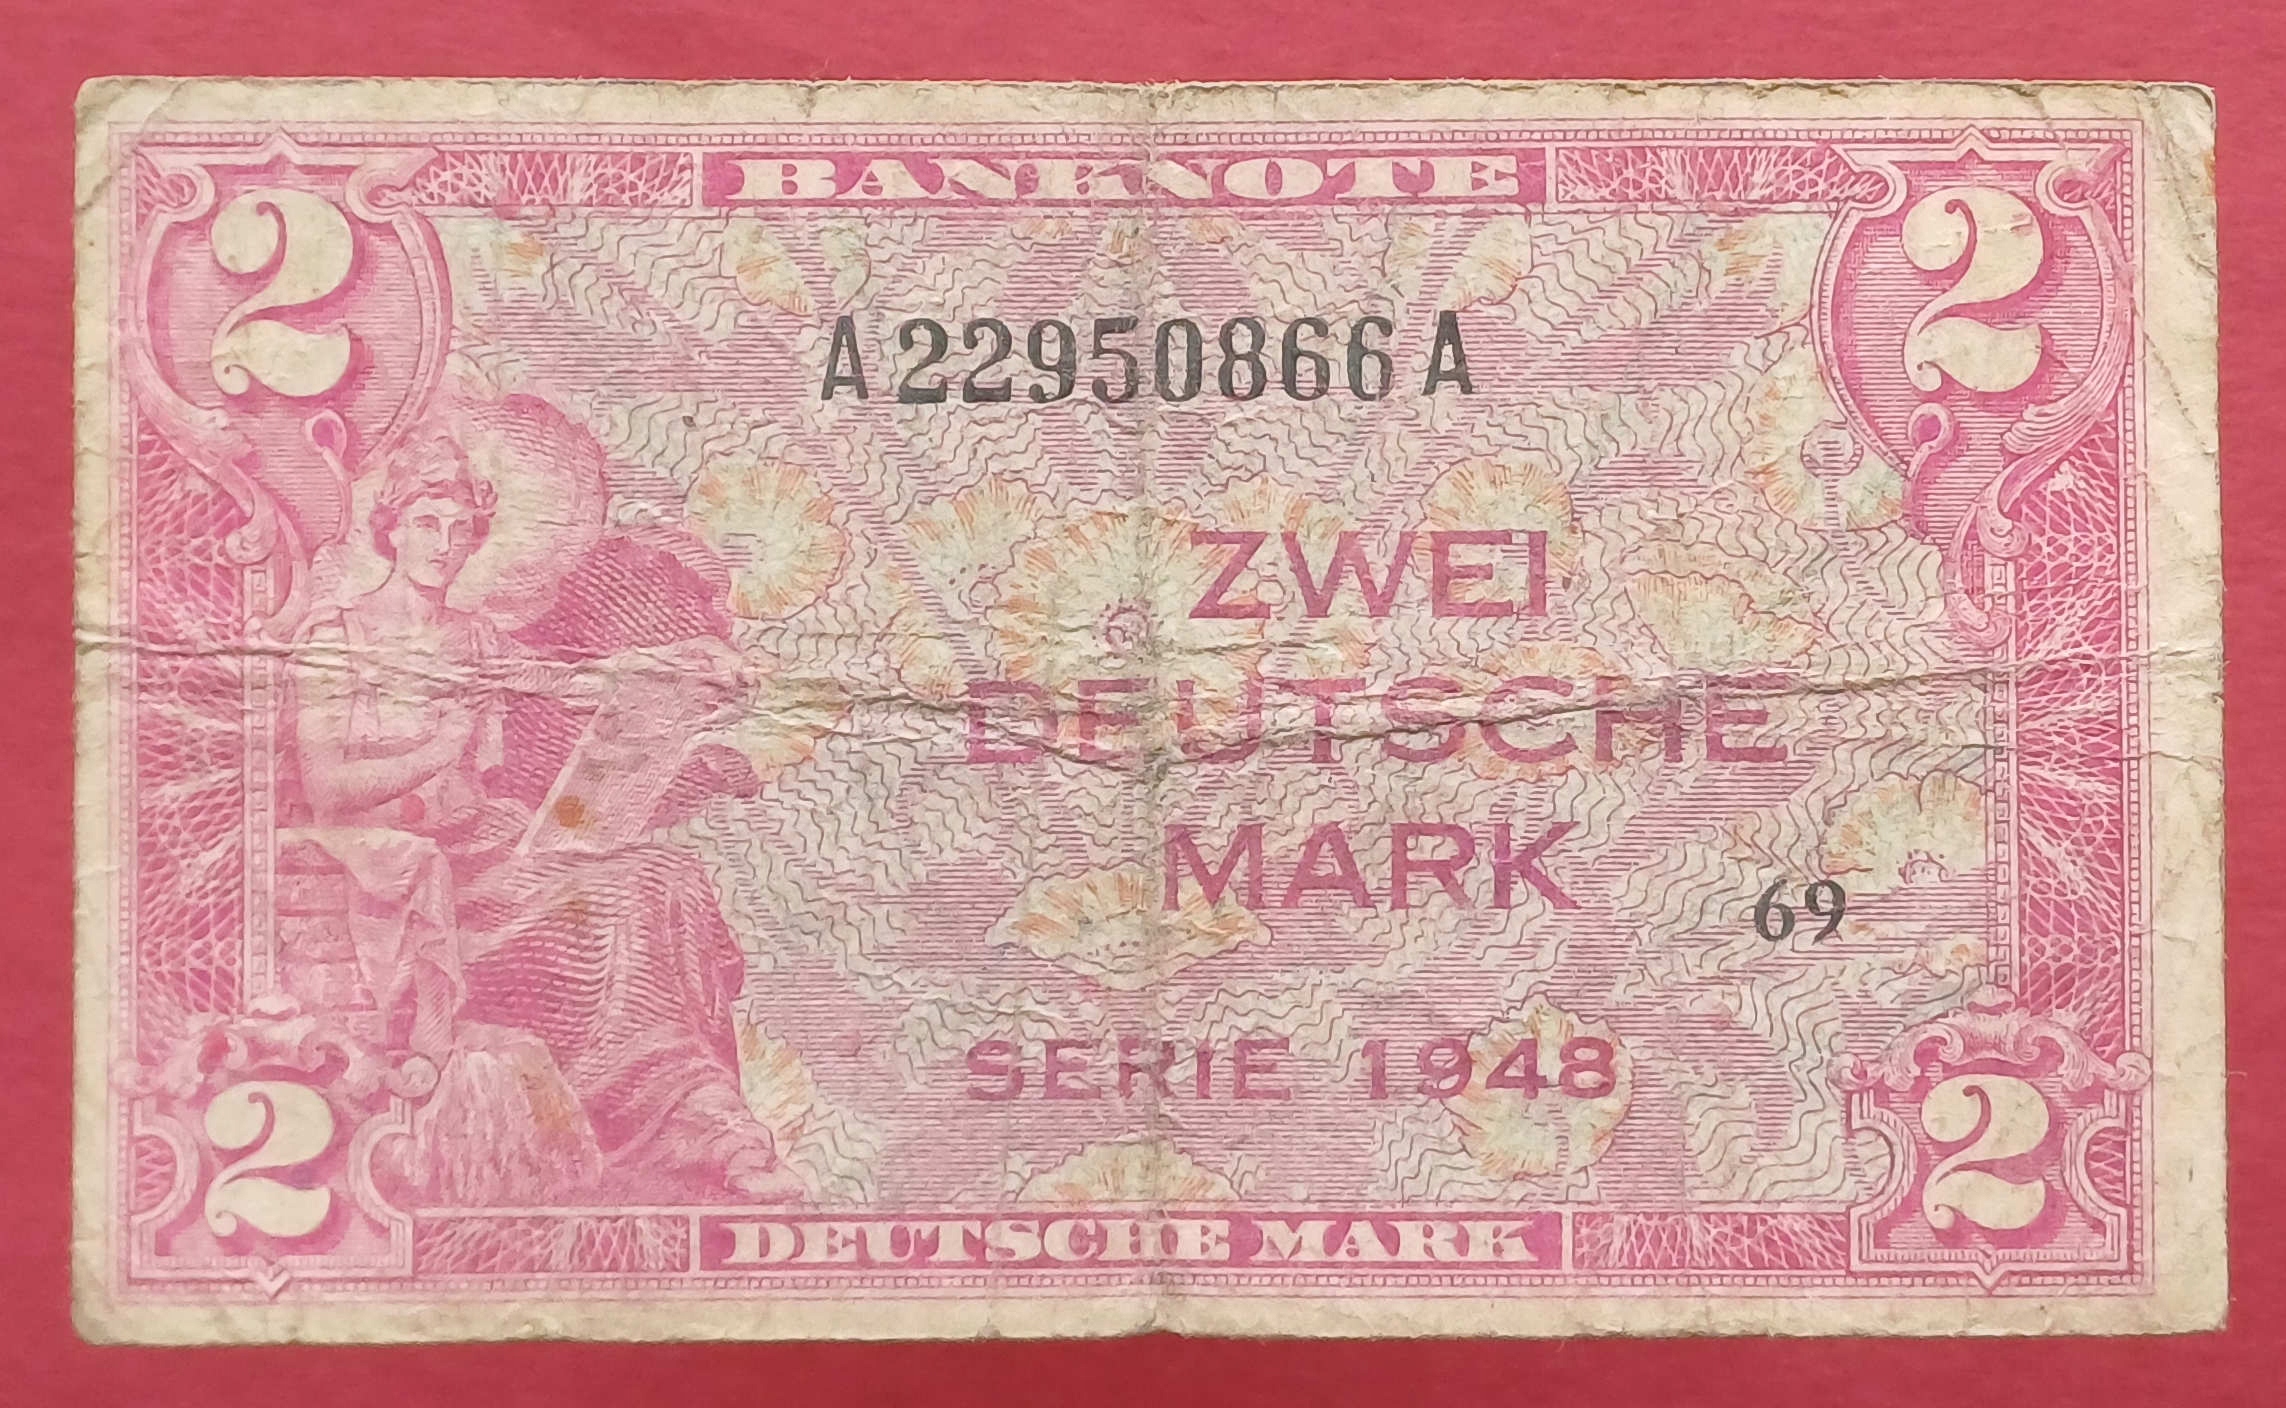 2 BANKNOTE 2
A22950866A
ZWEI
DEUTSCHE
MARK
69
SERIE 1948
2 DEUTSCHE MARK 2